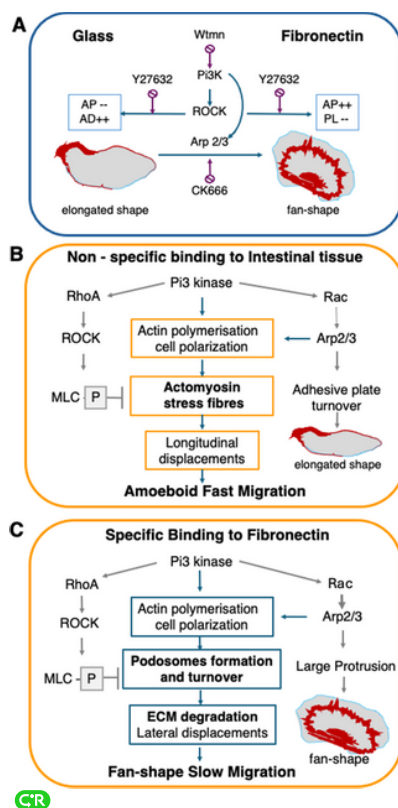 A
Glass
Wtmn
Fibronectin
Pi3K
Y27632
Y27632
ROCK
AP --
AD++
AP++
PL --
Arp 2/3
CK666
elongated shape
fan-shape
B
Non - specific binding to Intestinal tissue
Pi3 kinase
RhoA
Rac
ROCK
Actin polymerisation
cell polarization
Arp2/3
MLC
P
Actomyosin
stress fibres
Adhesive plate
turnover
Longitudinal
displacements
elongated shape
Amoeboid Fast Migration
C
Specific Binding to Fibronectin
Pi3 kinase
RhoA
Rac
ROCK
Actin polymerisation
cell polarization
Arp2/3
MLC -
P
Podosomes formation
and turnover
Large Protrusion
ECM degradation
Lateral displacements
fan-shape
Fan-shape Slow Migration
CR